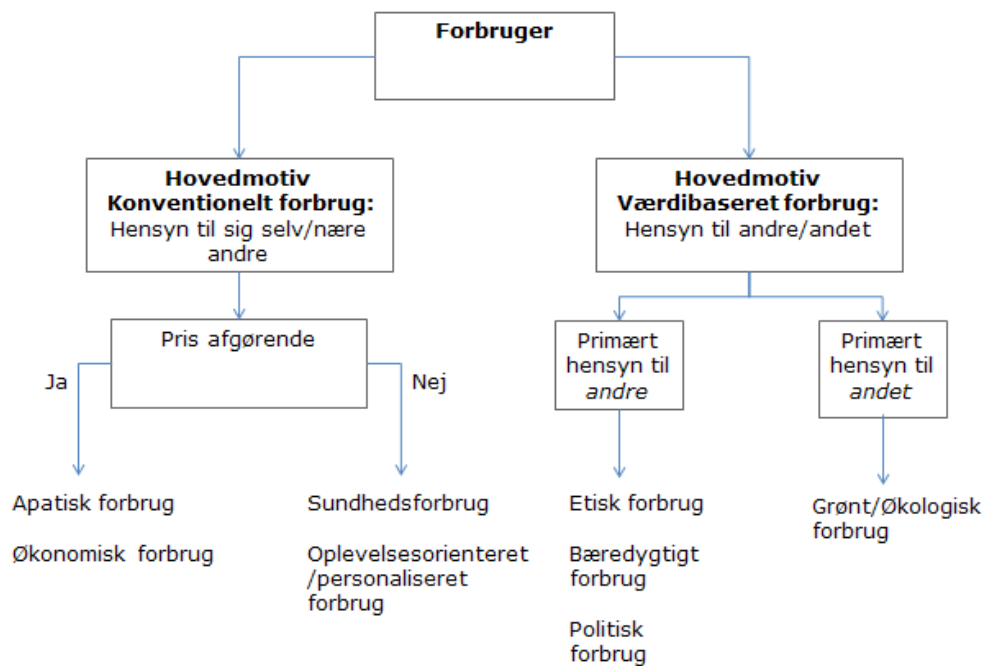 Forbruger
Hovedmotiv
Konventionelt forbrug:
Hensyn til sig selv/nære
andre
Hovedmotiv
Værdibaseret forbrug:
Hensyn til andre/andet
Pris afgørende
Ja
Nej
Primært
hensyn til
andre
Primært
hensyn til
andet
Apatisk forbrug
Økonomisk forbrug
Sundhedsforbrug
Oplevelsesorienteret
/personaliseret
forbrug
Etisk forbrug
Bæredygtigt
forbrug
Politisk
forbrug
Grønt/Økologisk
forbrug